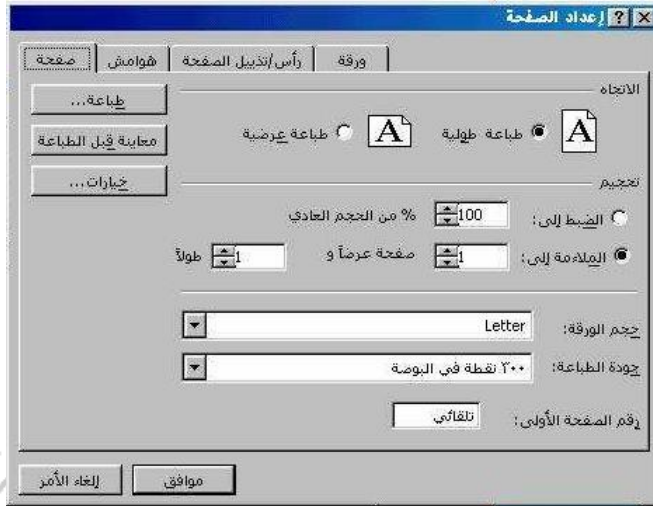 إعداد الصفحة
صفحة هوامش رأس/تذييل الصفحة ورقة
الاتجاه
A طباعة طولية A طباعة عرضية
طباعة...
معاينة قبل الطباعة
خيارات...
تحجيم
الضبط إلى: 100 % من الحجم العادي
الملاءمة إلى: 1 صفحة عرضاً و 1 طولاً
حجم الورقة: Letter
جودة الطباعة: ٣٠٠ نقطة في البوصة
رقم الصفحة الأولى: تلقائي
موافق إلغاء الأمر